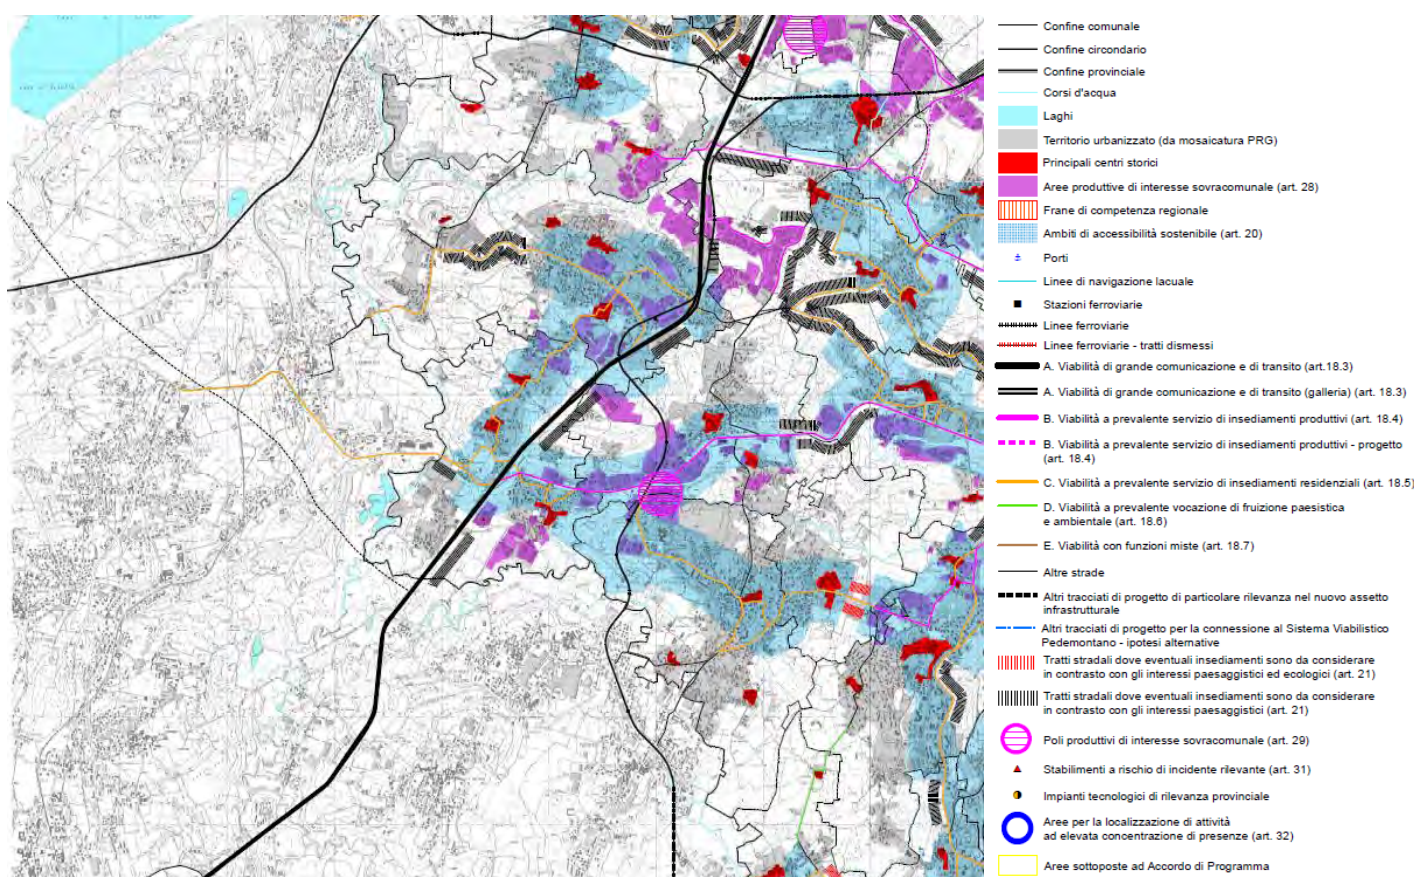 Confine comunale
Confine circondario
Confine provinciale
Corsi d'acqua
Laghi
Territorio urbanizzato (da mosaicatura PRG)
Principali centri storici
Aree produttive di interesse sovracomunale (art. 28)
Frane di competenza regionale
Ambiti di accessibilità sostenibile (art. 20)
Porti
Linee di navigazione lacuale
Stazioni ferroviarie
Linee ferroviarie
Linee ferroviarie - tratti dismessi
A. Viabilità di grande comunicazione e di transito (art.18.3)
A. Viabilità di grande comunicazione e di transito (galleria) (art. 18.3)
B. Viabilità a prevalente servizio di insediamenti produttivi (art. 18.4)
B. Viabilità a prevalente servizio di insediamenti produttivi - progetto
(art. 18.4)
C. Viabilità a prevalente servizio di insediamenti residenziali (art. 18.5)
D. Viabilità a prevalente vocazione di fruizione paesistica
e ambientale (art. 18.6)
E. Viabilità con funzioni miste (art. 18.7)
Altre strade
Altri tracciati di progetto di particolare rilevanza nel nuovo assetto
infrastrutturale
Altri tracciati di progetto per la connessione al Sistema Viabilistico
Pedemontano - ipotesi alternative
Tratti stradali dove eventuali insediamenti sono da considerare
in contrasto con gli interessi paesaggistici ed ecologici (art. 21)
Tratti stradali dove eventuali insediamenti sono da considerare
in contrasto con gli interessi paesaggistici (art. 21)
Poli produttivi di interesse sovracomunale (art. 29)
Stabilimenti a rischio di incidente rilevante (art. 31)
Impianti tecnologici di rilevanza provinciale
Aree per la localizzazione di attività
ad elevata concentrazione di presenze (art. 32)
Aree sottoposte ad Accordo di Programma